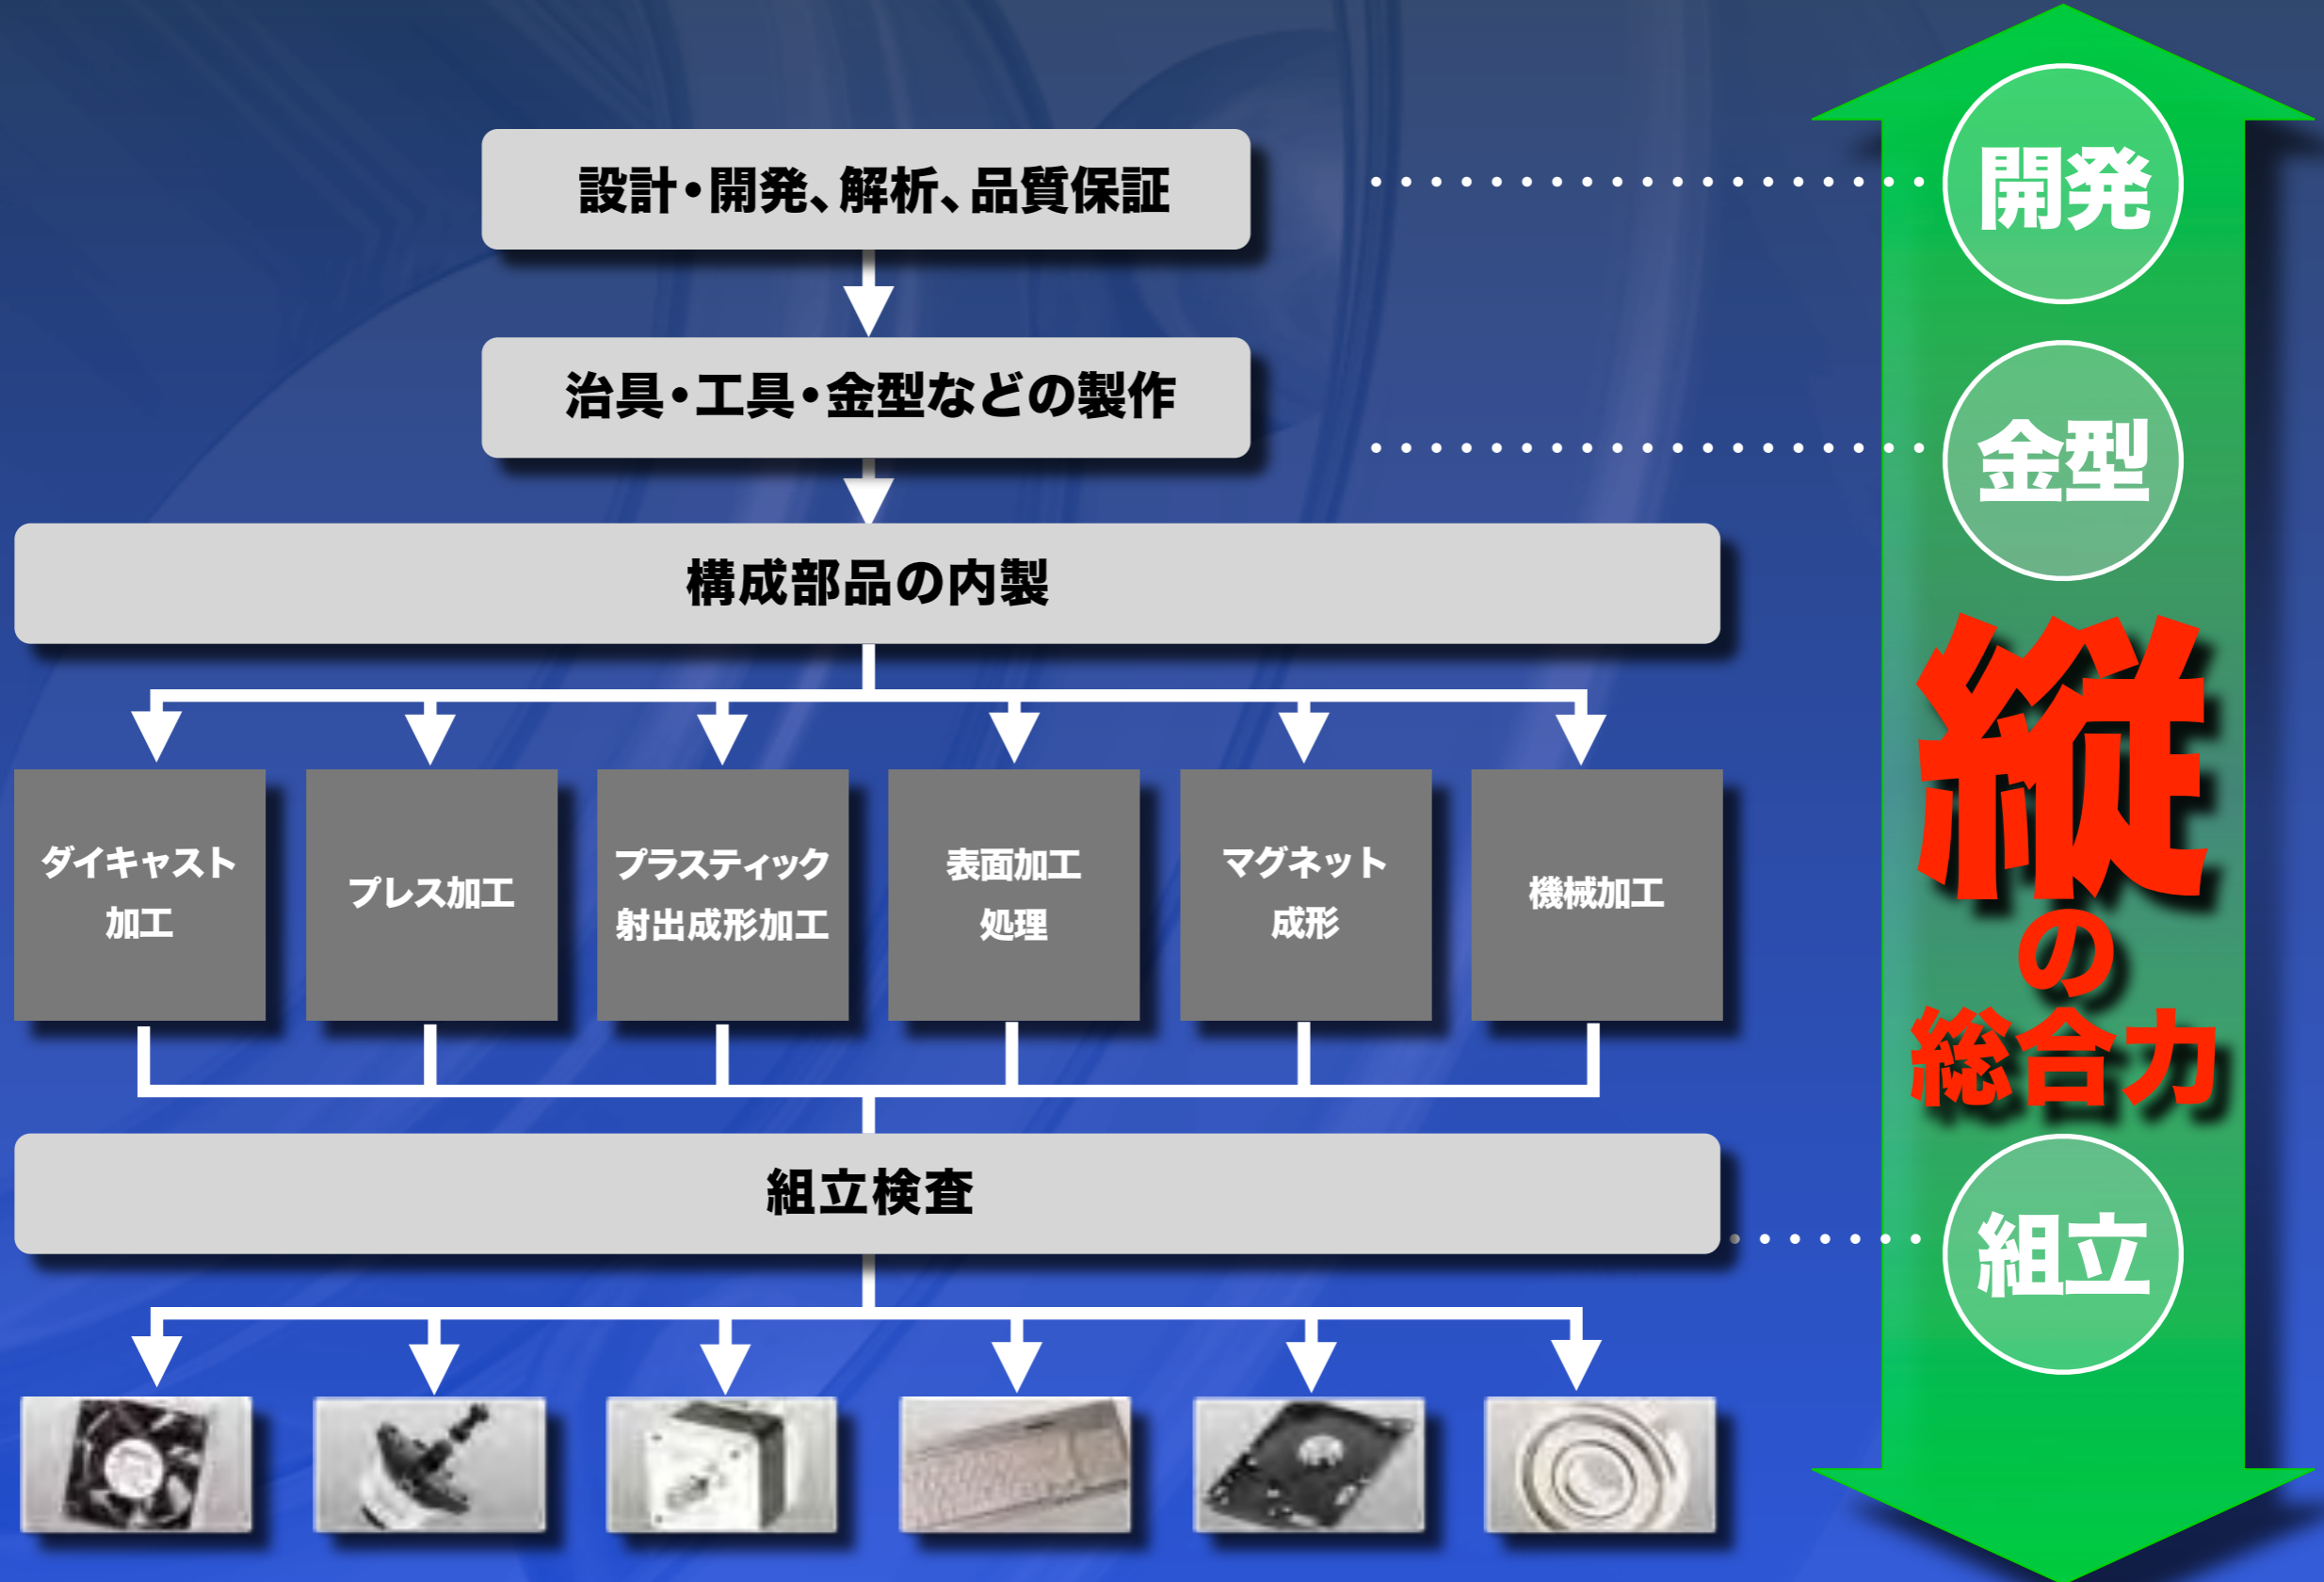 設計・開発、解析、品質保証
治具・工具・金型などの製作
構成部品の内製
ダイキャスト
加工
プレス加工
プラスティック
射出成形加工
表面加工
処理
マグネット
成形
機械加工
組立検査
開発
金型
縦
の
総合力
組立